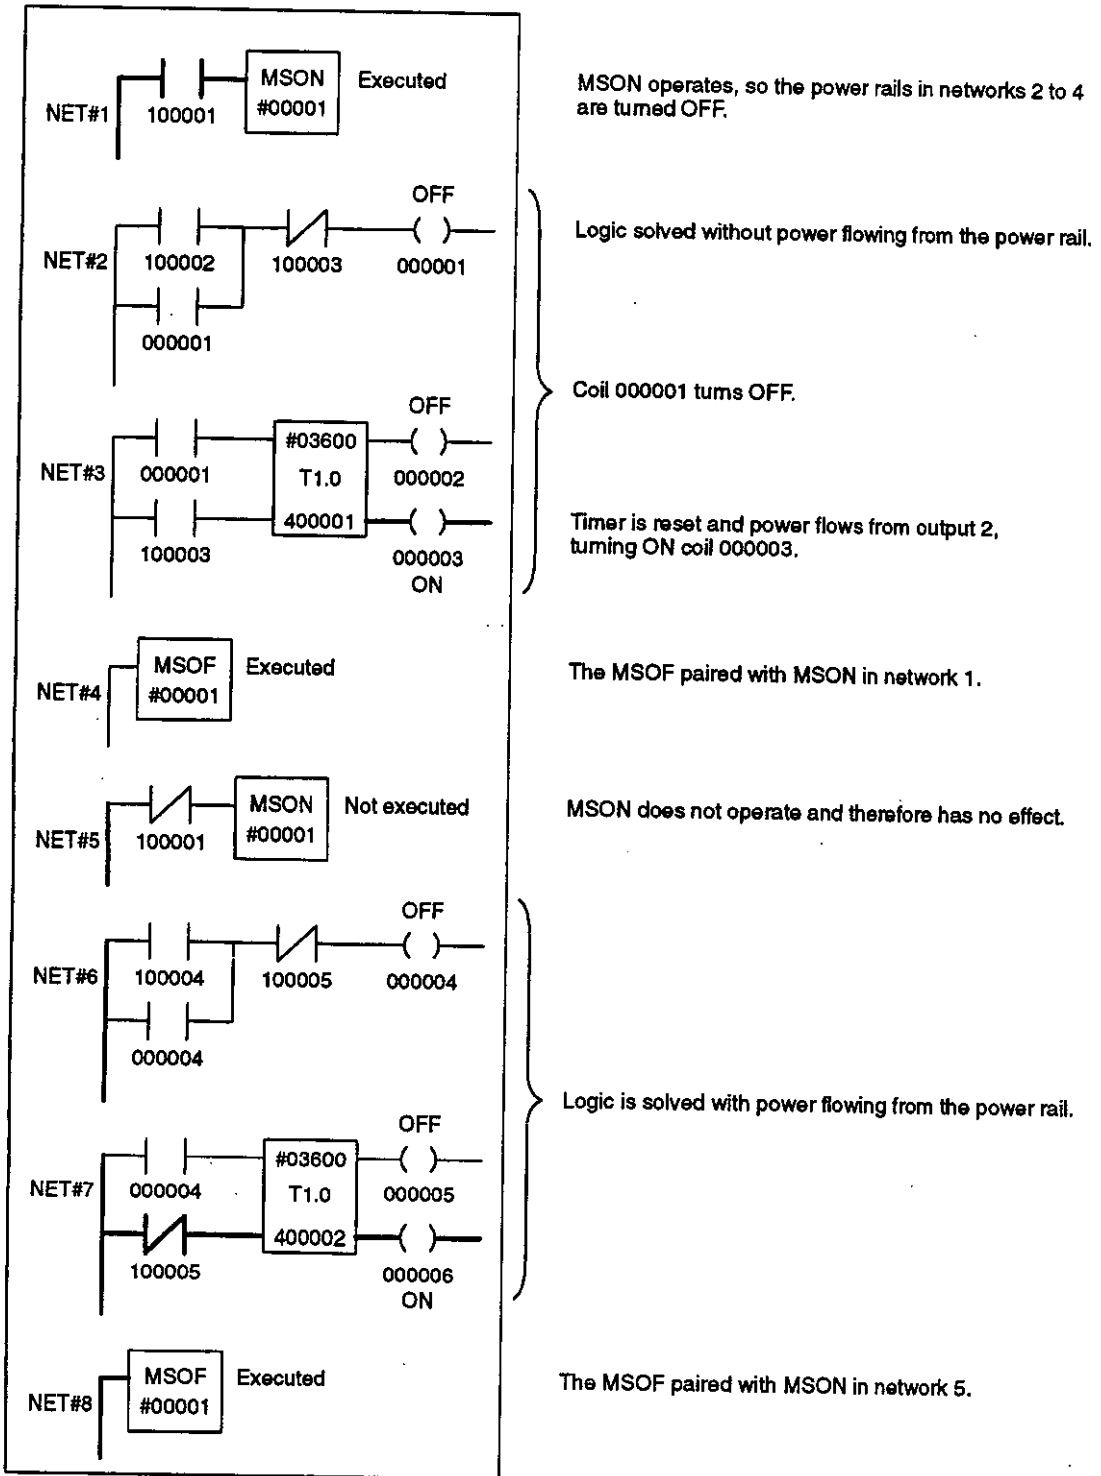 MSON
#00001
Executed
NET#1
100001
MSON operates, so the power rails in networks 2 to 4
are turned OFF.
OFF
NET#2
100002
100003
000001
000001
Logic solved without power flowing from the power rail.
Coil 000001 turns OFF.
OFF
#03600
T1.0
400001
NET#3
000001
000002
100003
000003
ON
Timer is reset and power flows from output 2,
turning ON coil 000003.
MSOF
#00001
Executed
NET#4
The MSOF paired with MSON in network 1.
MSON
#00001
Not executed
NET#5
100001
MSON does not operate and therefore has no effect.
OFF
NET#6
100004
100005
000004
000004
Logic is solved with power flowing from the power rail.
OFF
#03600
T1.0
400002
NET#7
000004
000005
100005
000006
ON
MSOF
#00001
Executed
NET#8
The MSOF paired with MSON in network 5.